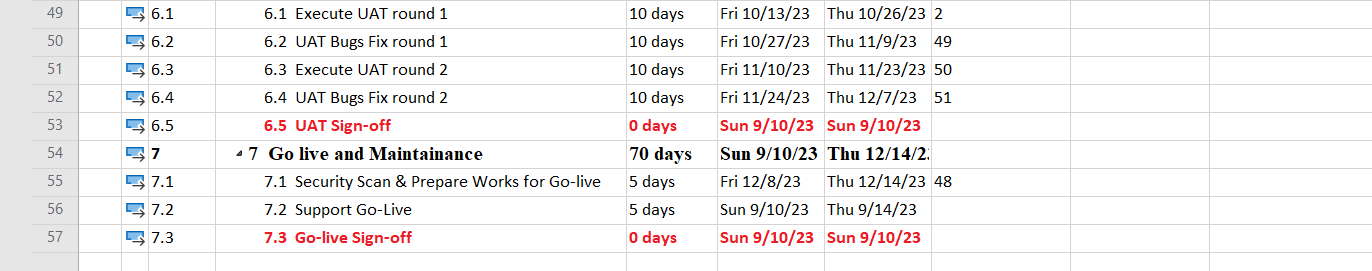 49 6.1 6.1 Execute UAT round 1 10 days Fri 10/13/23 Thu 10/26/23 2
50 6.2 6.2 UAT Bugs Fix round 1 10 days Fri 10/27/23 Thu 11/9/23 49
51 6.3 6.3 Execute UAT round 2 10 days Fri 11/10/23 Thu 11/23/23 50
52 6.4 6.4 UAT Bugs Fix round 2 10 days Fri 11/24/23 Thu 12/7/23 51
53 6.5 6.5 UAT Sign-off 0 days Sun 9/10/23 Sun 9/10/23
54 7 7 Go live and Maintainance 70 days Sun 9/10/23 Thu 12/14/2
55 7.1 7.1 Security Scan & Prepare Works for Go-live 5 days Fri 12/8/23 Thu 12/14/23 48
56 7.2 7.2 Support Go-Live 5 days Sun 9/10/23 Thu 9/14/23
57 7.3 7.3 Go-live Sign-off 0 days Sun 9/10/23 Sun 9/10/23